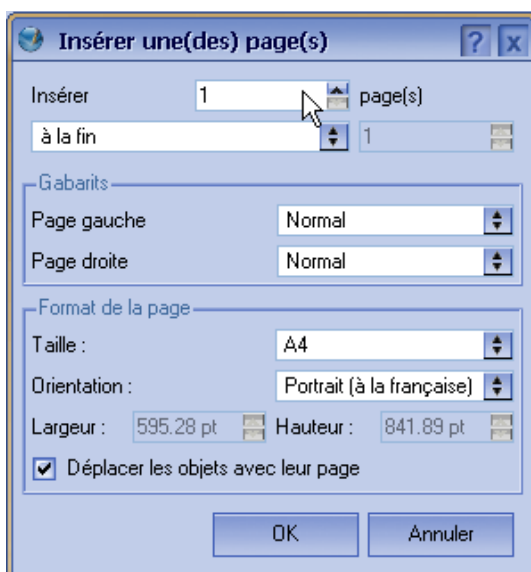 Insérer une(des) page(s)
Insérer 1 page(s)
à la fin 1
Gabarits
Page gauche Normal
Page droite Normal
Format de la page
Taille : A4
Orientation : Portrait (à la française)
Largeur : 595.28 pt Hauteur : 841.89 pt
Déplacer les objets avec leur page
OK Annuler